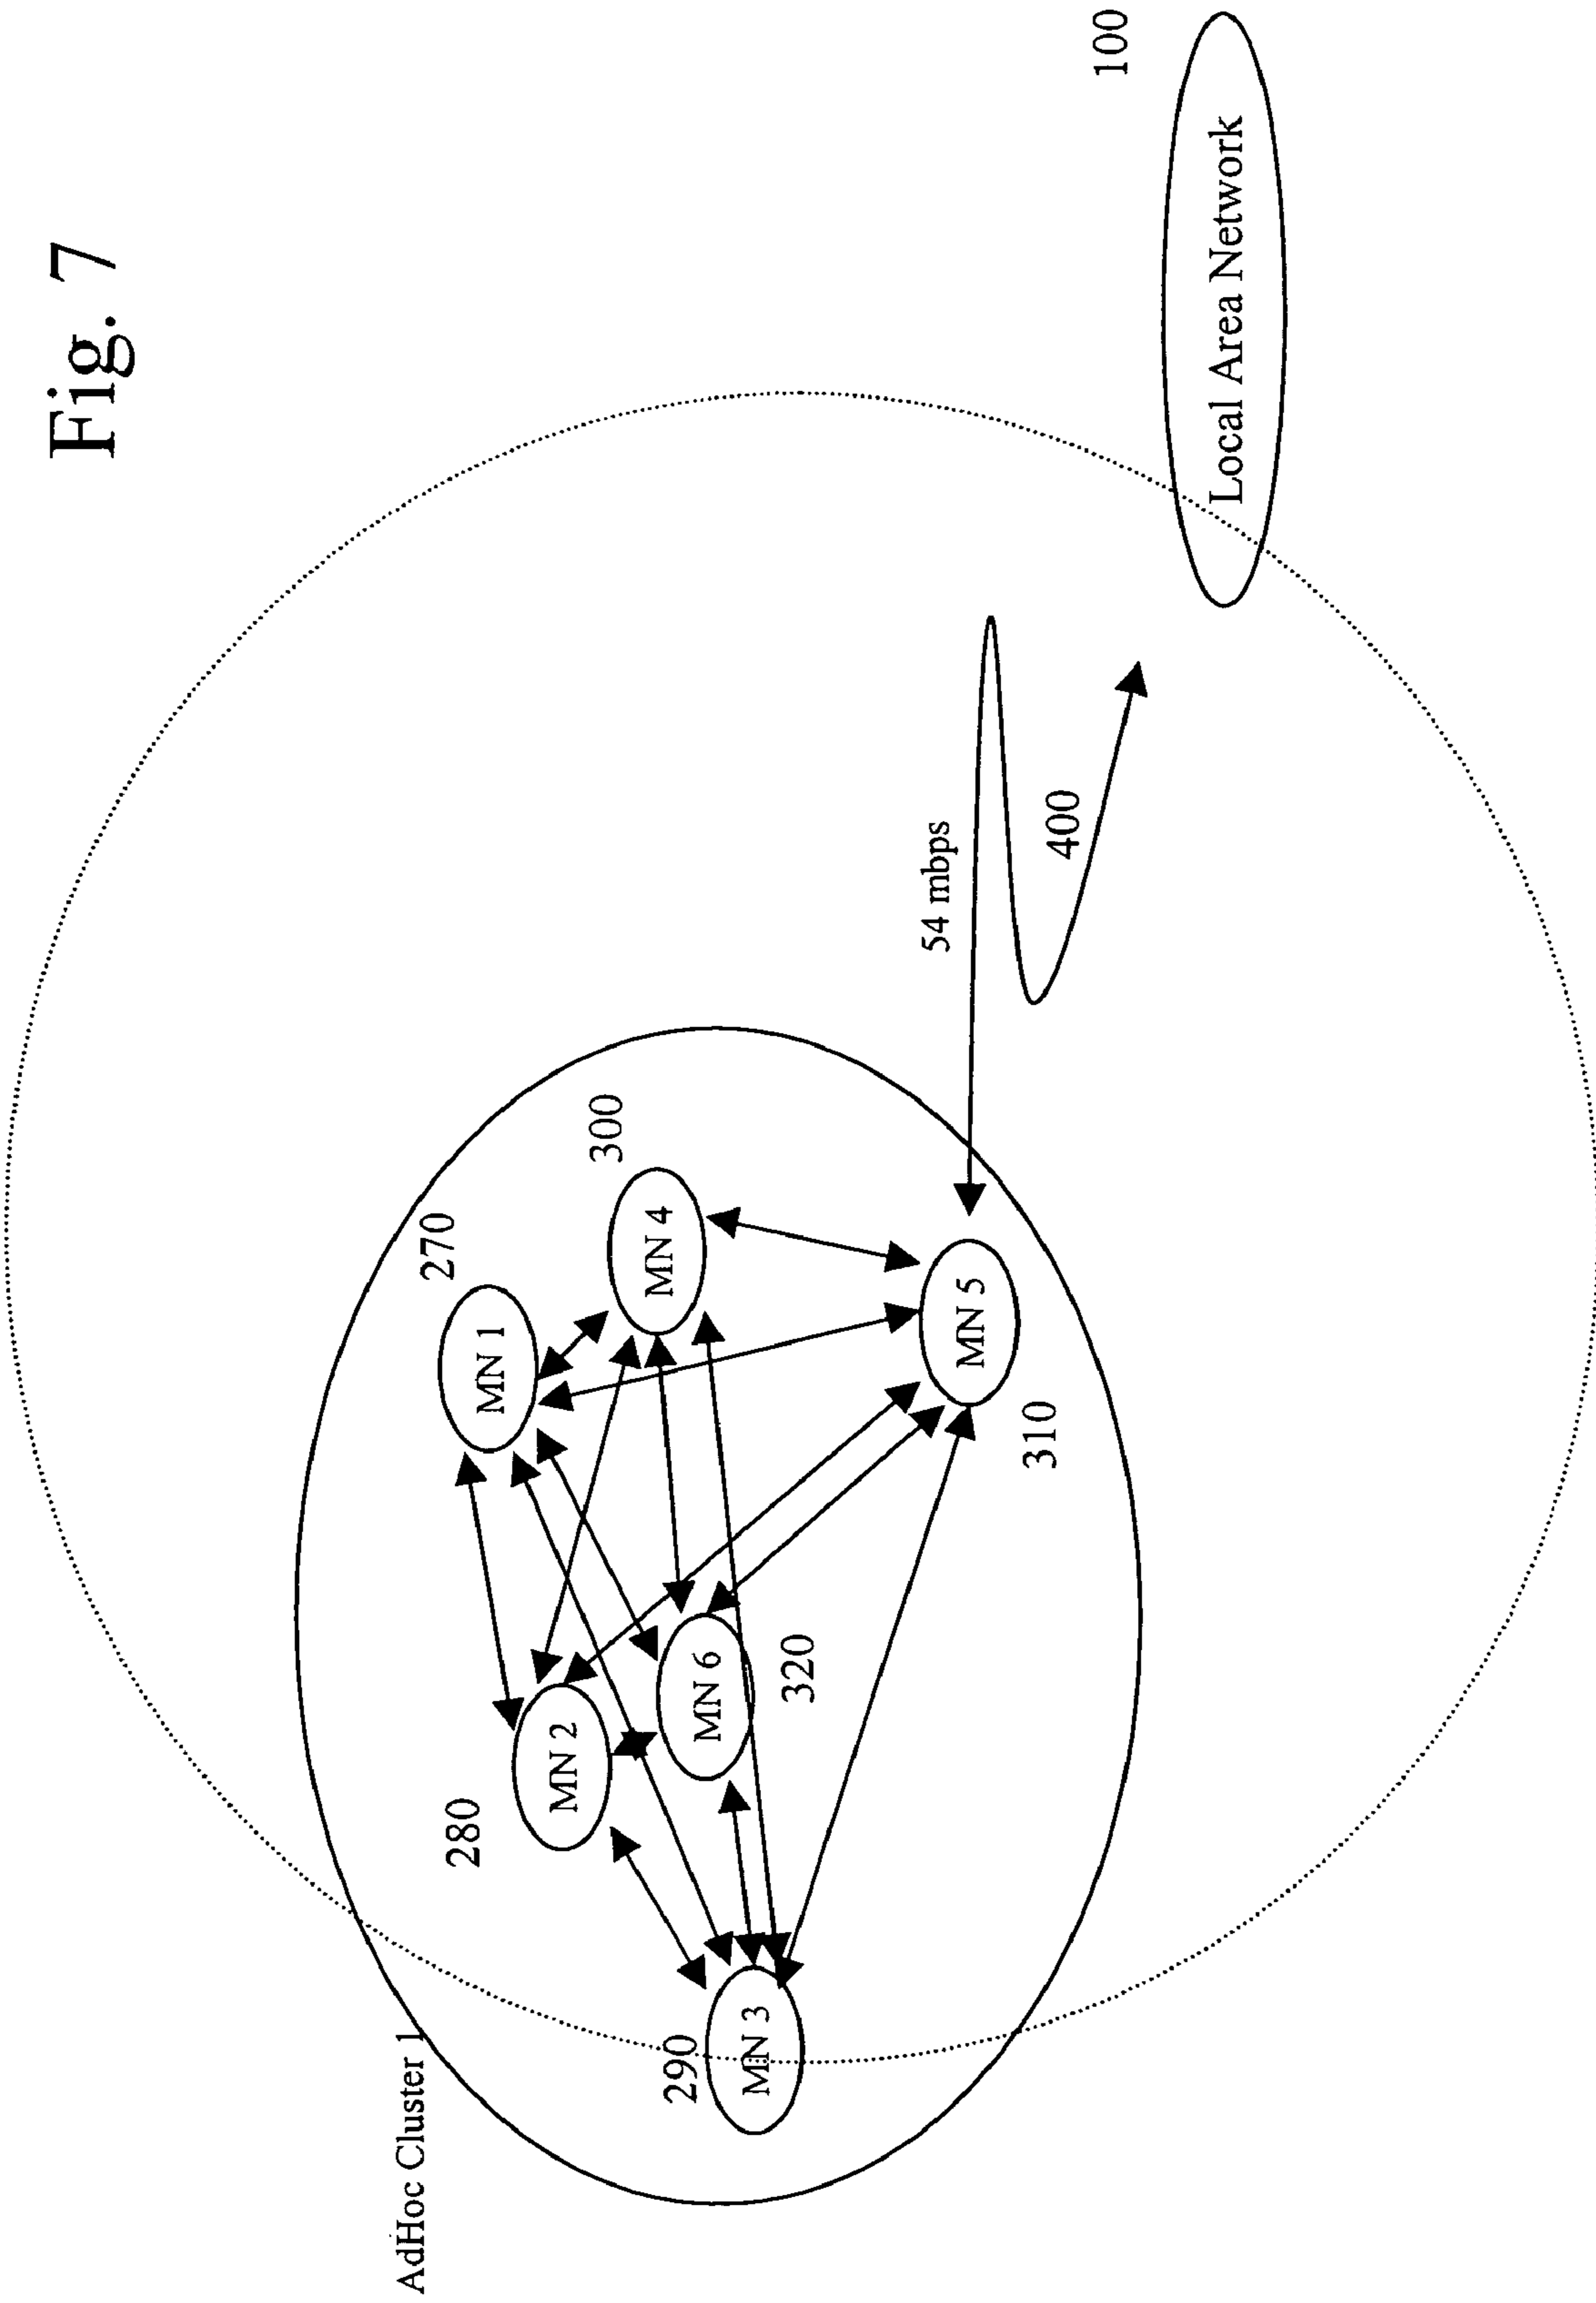 Fig. 7
AdHoc Cluster 1
270
MN 1
280
MN 2
300
MN 4
290
MN 3
MN 6
320
MN 5
310
54 mbps
400
100
Local Area Network